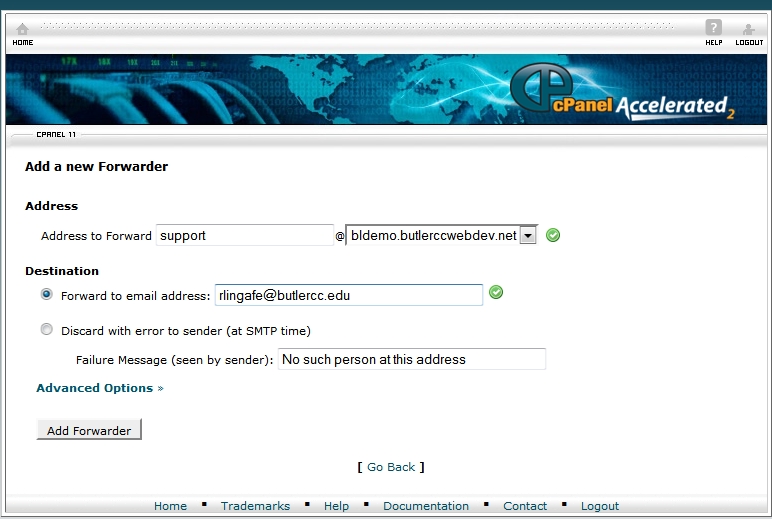 HOME
HELP LOGOUT
cPanel Accelerated 2
CPANEL 11
Add a new Forwarder
Address
Address to Forward support @ bldemo.butlerccwebdev.net
Destination
Forward to email address: rlingafe@butlercc.edu
Discard with error to sender (at SMTP time)
Failure Message (seen by sender): No such person at this address
Advanced Options »
Add Forwarder
[ Go Back ]
Home ▪ Trademarks ▪ Help ▪ Documentation ▪ Contact ▪ Logout